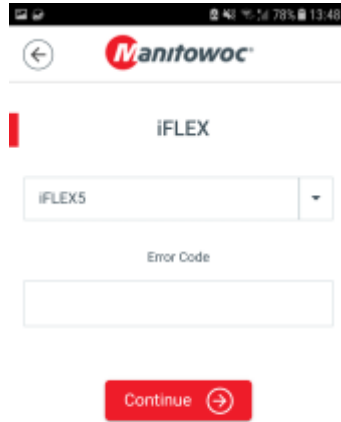 78% 13:48
Manitowoc
iFLEX
iFLEX5
Error Code
Continue